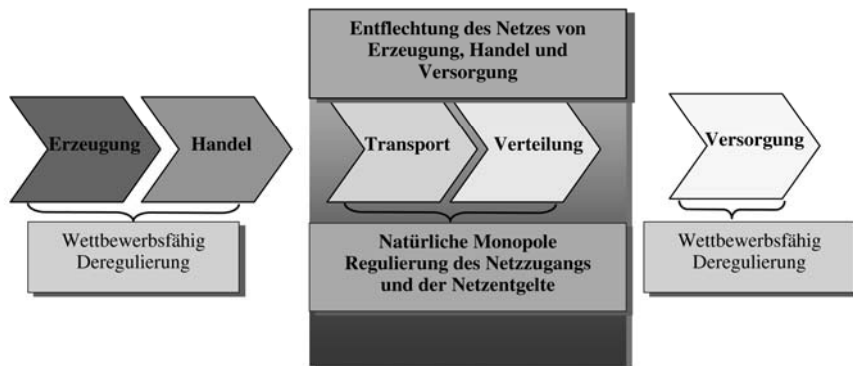 Entflechtung des Netzes von
Erzeugung, Handel und
Versorgung
Erzeugung
Handel
Transport
Verteilung
Versorgung
Wettbewerbsfähig
Deregulierung
Natürliche Monopole
Regulierung des Netzzugangs
und der Netzentgelte
Wettbewerbsfähig
Deregulierung